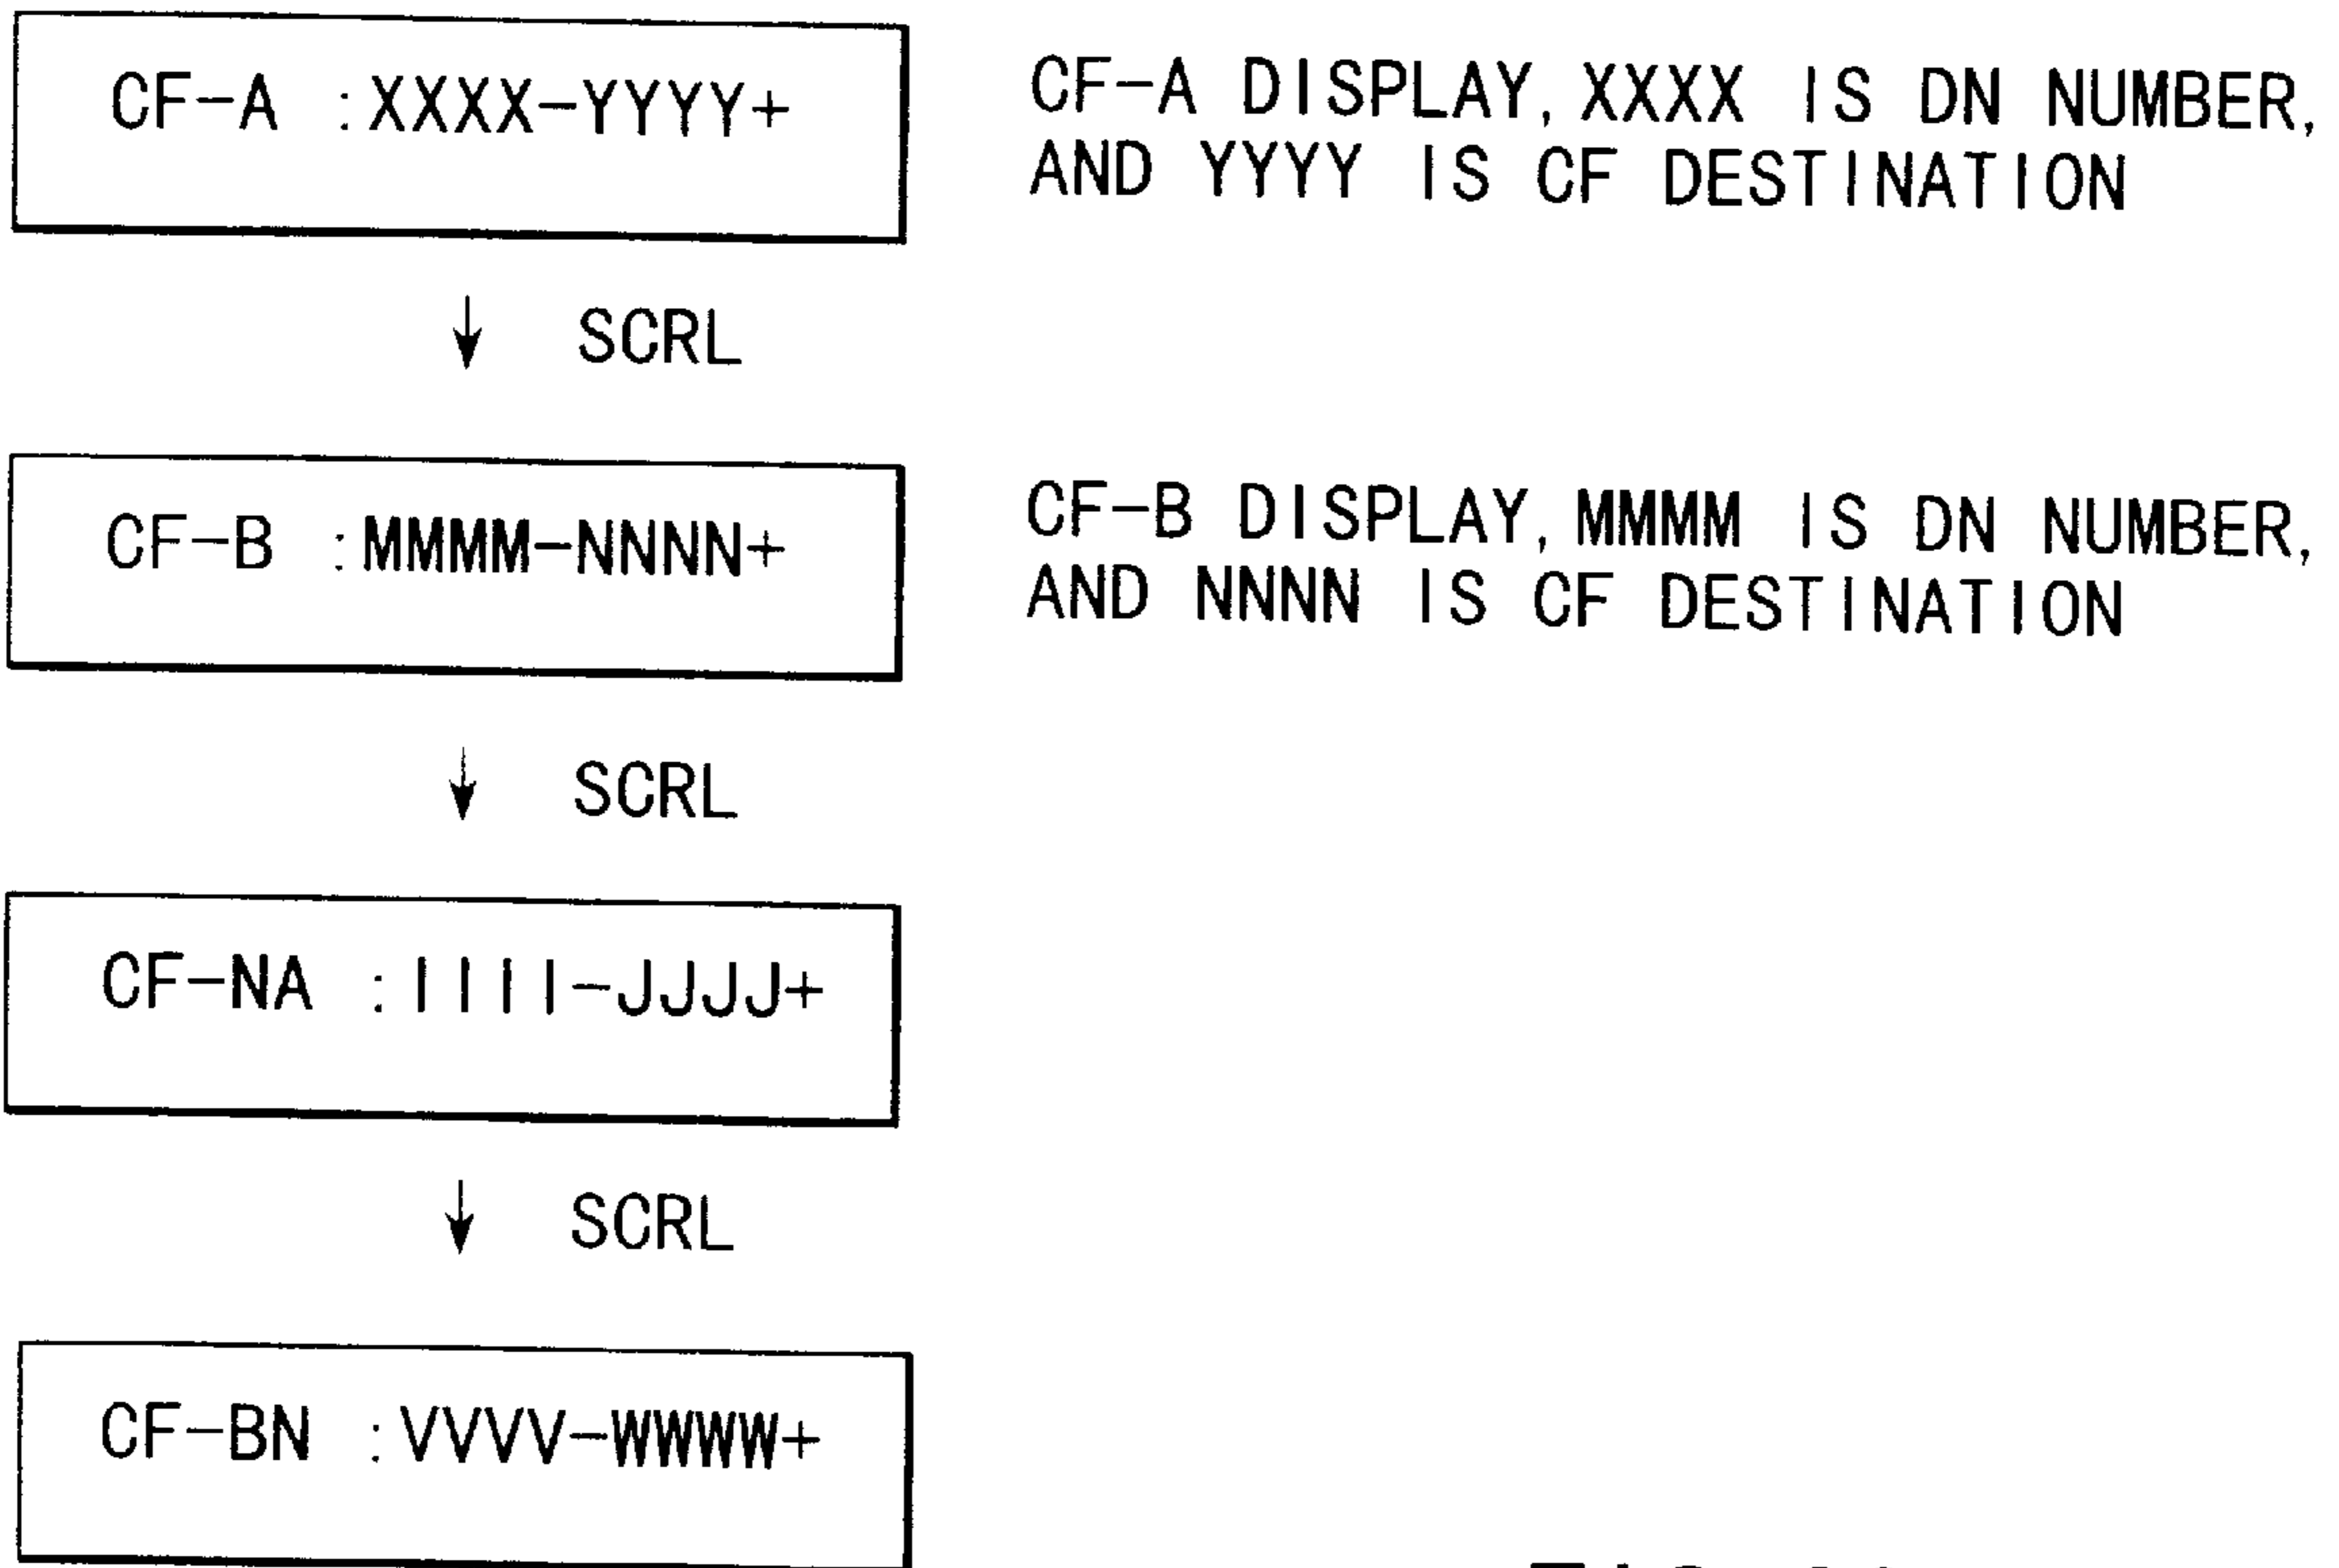 CF-A :XXXX-YYYY+
CF-A DISPLAY, XXXX IS DN NUMBER,
AND YYYY IS CF DESTINATION
SCRL
CF-B :MMMM-NNNN+
CF-B DISPLAY, MMMM IS DN NUMBER,
AND NNNN IS CF DESTINATION
SCRL
CF-NA :IIII-JJJJ+
SCRL
CF-BN :VVVV-WWWW+